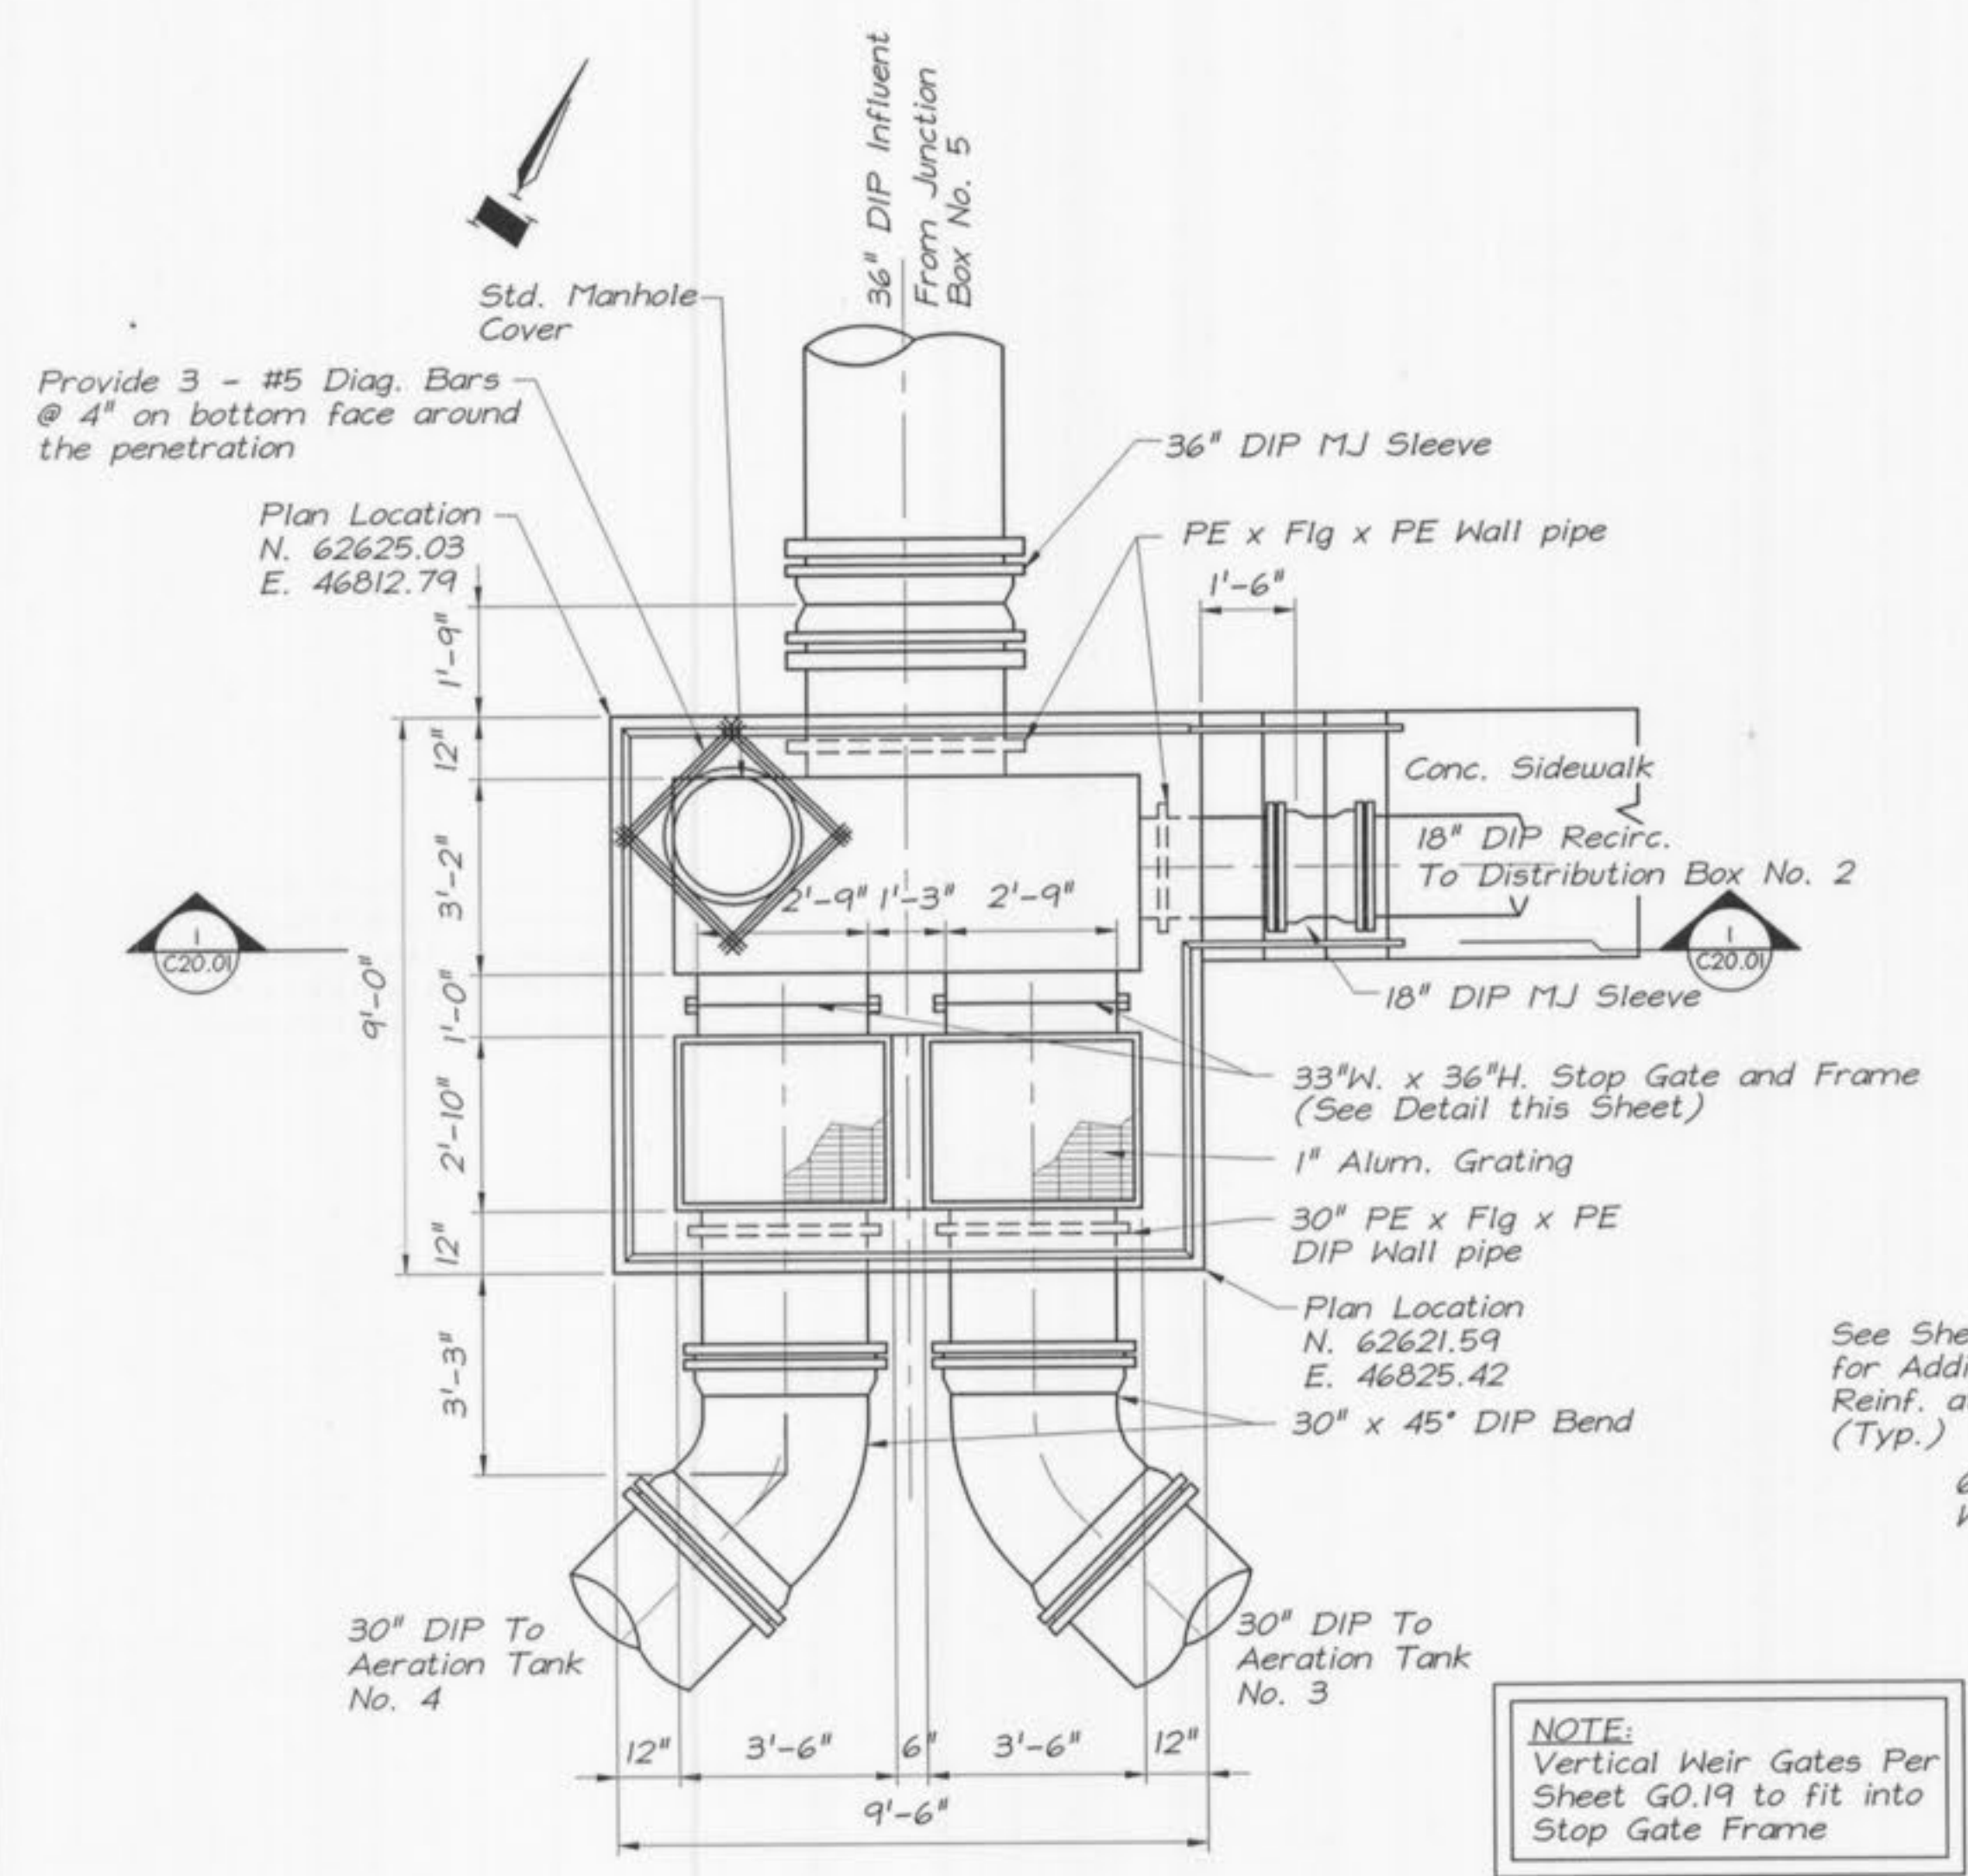 36" DIP Influent
From Junction
Box No. 5
Std. Manhole
Cover
Provide 3 - #5 Diag. Bars
@ 4" on bottom face around
the penetration
36" DIP MJ Sleeve
Plan Location
N. 62625.03
E. 46812.79
PE x Flg x PE Wall pipe
1'-6"
1'-9"
12"
3'-2"
1'-0"
2'-10"
12"
9'-0"
3'-3"
Conc. Sidewalk
18" DIP Recirc.
To Distribution Box No. 2
2'-9" 1'-3" 2'-9"
1
C20.01
1
C20.01
18" DIP MJ Sleeve
33"W. x 36"H. Stop Gate and Frame
(See Detail this Sheet)
1" Alum. Grating
30" PE x Flg x PE
DIP Wall pipe
Plan Location
N. 62621.59
E. 46825.42
30" x 45° DIP Bend
See She
for Addi
Reinf. a
(Typ.)
6
30" DIP To
Aeration Tank
No. 4
30" DIP To
Aeration Tank
No. 3
12" 3'-6" 6" 3'-6" 12"
9'-6"
NOTE:
Vertical Weir Gates Per
Sheet G0.19 to fit into
Stop Gate Frame